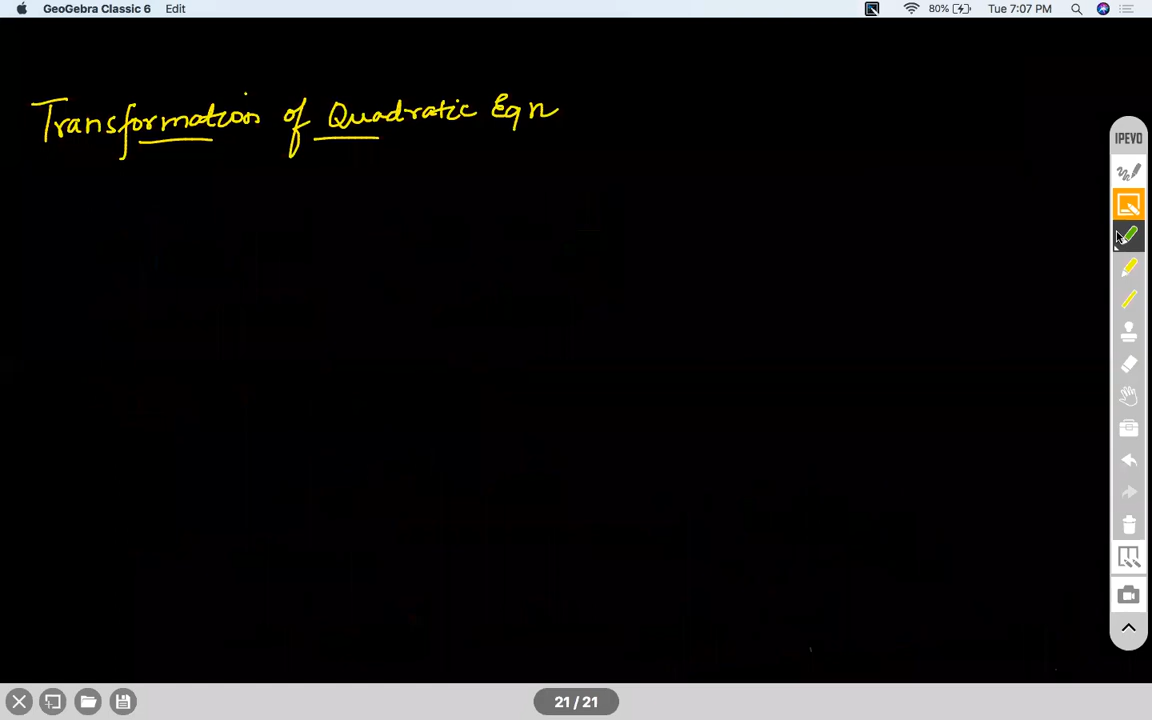 GeoGebra Classic 6 Edit 80% Tue 7:07 PM
Transformation of Quadratic Eqn
IPEVO
21 / 21